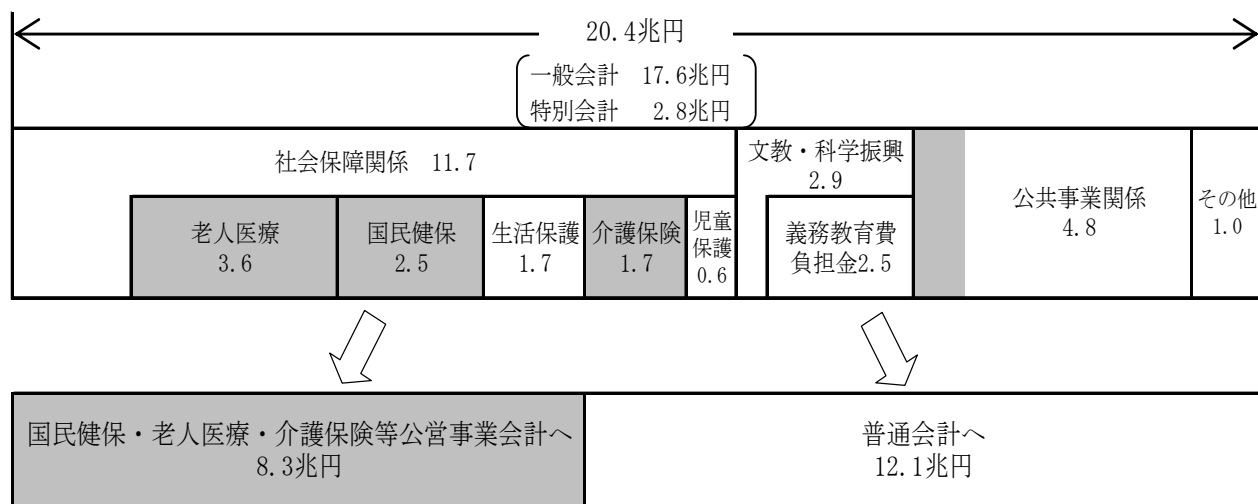 20.4兆円
一般会計　17.6兆円
特別会計　2.8兆円
社会保障関係　11.7
老人医療
3.6
国民健保
2.5
生活保護
1.7
介護保険
1.7
児童
保護
0.6
文教・科学振興
2.9
義務教育費
負担金2.5
公共事業関係
4.8
その他
1.0
国民健保・老人医療・介護保険等公営事業会計へ
8.3兆円
普通会計へ
12.1兆円